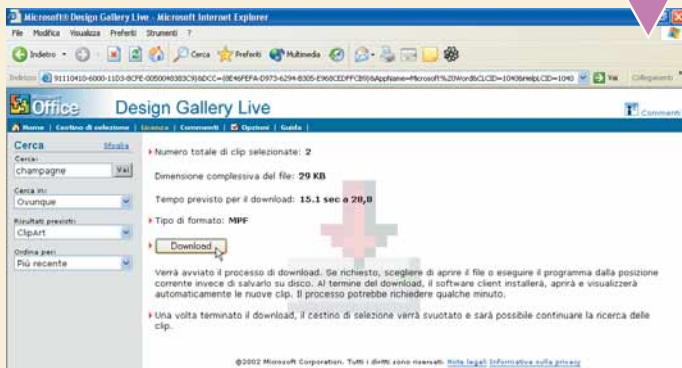 Microsoft® Design Gallery Live - Microsoft Internet Explorer
File Modifica Visualizza Preferiti Strumenti ?
Indietro Cerca Preferiti Multimedia
Indirizzo Vai Collegamenti
Office Design Gallery Live Commenti
Home | Cestino di selezione | Licenza | Commenti | Opzioni | Guida |
Cerca Sfoglia
Cerca:
champagne Vai
Cerca in:
Ovunque
Risultati previsti:
ClipArt
Ordina per:
Più recente
Numero totale di clip selezionate: 2
Dimensione complessiva del file: 29 KB
Tempo previsto per il download: 15.1 sec a 28,8
Tipo di formato: MPF
Download
Verrà avviato il processo di download. Se richiesto, scegliere di aprire il file o eseguire il programma dalla posizione
corrente invece di salvarlo su disco. Al termine del download, il software client installerà, aprirà e visualizzerà
automaticamente le nuove clip. Il processo potrebbe richiedere qualche minuto.
Una volta terminato il download, il cestino di selezione verrà svuotato e sarà possibile continuare la ricerca delle
clip.
©2002 Microsoft Corporation. Tutti i diritti sono riservati. Note legali Informativa sulla privacy